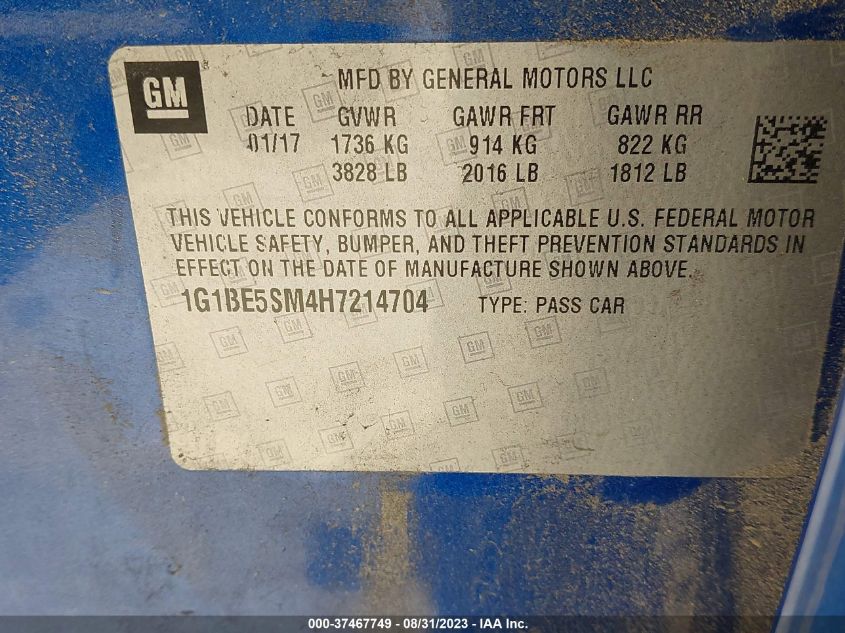 GM
MFD BY GENERAL MOTORS LLC
DATE GVWR GAWR FRT GAWR RR
01/17 1736 KG 914 KG 822 KG
3828 LB 2016 LB 1812 LB
THIS VEHICLE CONFORMS TO ALL APPLICABLE U.S. FEDERAL MOTOR
VEHICLE SAFETY, BUMPER, AND THEFT PREVENTION STANDARDS IN
EFFECT ON THE DATE OF MANUFACTURE SHOWN ABOVE.
1G1BE5SM4H7214704 TYPE: PASS CAR
000-37467749 - 08/31/2023 - IAAI.com